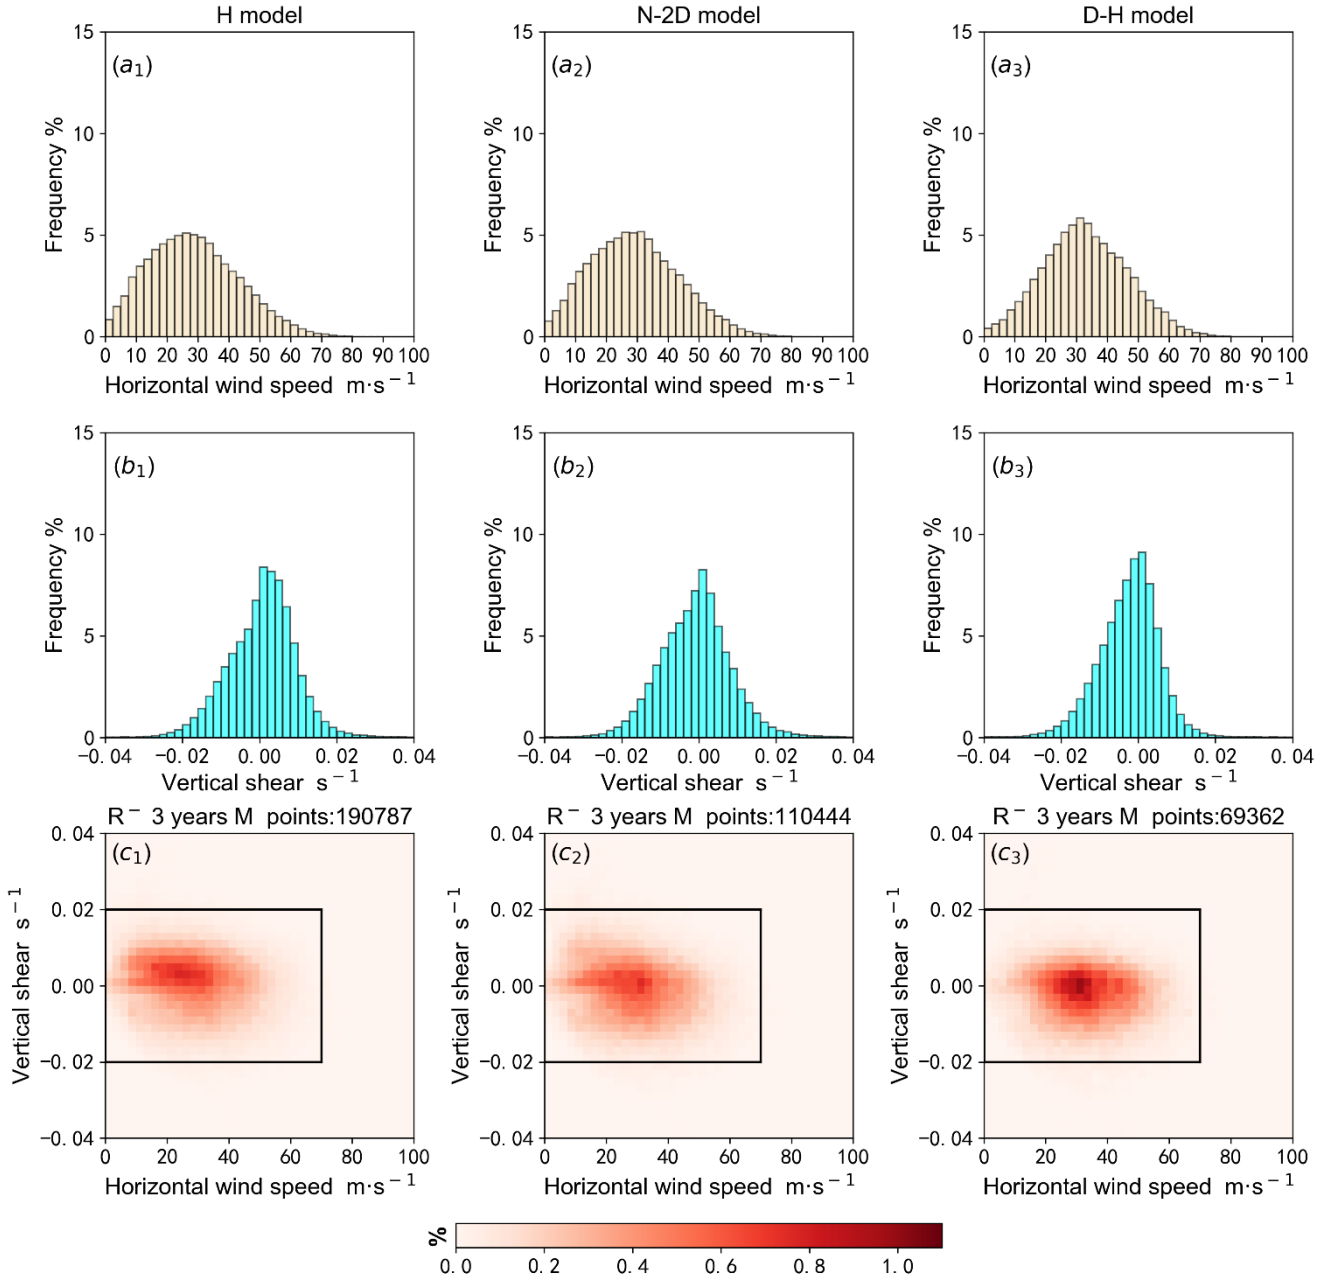 H model
N-2D model
D-H model
15
10
5
0
Frequency %
(a₁)
0 10 20 30 40 50 60 70 80 90 100
Horizontal wind speed m·s⁻¹
15
10
5
0
Frequency %
(a₂)
0 10 20 30 40 50 60 70 80 90 100
Horizontal wind speed m·s⁻¹
15
10
5
0
Frequency %
(a₃)
0 10 20 30 40 50 60 70 80 90 100
Horizontal wind speed m·s⁻¹
15
10
5
0
Frequency %
(b₁)
−0.04 −0.02 0.00 0.02 0.04
Vertical shear s⁻¹
15
10
5
0
Frequency %
(b₂)
−0.04 −0.02 0.00 0.02 0.04
Vertical shear s⁻¹
15
10
5
0
Frequency %
(b₃)
−0.04 −0.02 0.00 0.02 0.04
Vertical shear s⁻¹
R⁻ 3 years M points:190787
0.04
0.02
0.00
−0.02
−0.04
Vertical shear s⁻¹
(c₁)
0 20 40 60 80 100
Horizontal wind speed m·s⁻¹
R⁻ 3 years M points:110444
0.04
0.02
0.00
−0.02
−0.04
Vertical shear s⁻¹
(c₂)
0 20 40 60 80 100
Horizontal wind speed m·s⁻¹
R⁻ 3 years M points:69362
0.04
0.02
0.00
−0.02
−0.04
Vertical shear s⁻¹
(c₃)
0 20 40 60 80 100
Horizontal wind speed m·s⁻¹
%
0.0 0.2 0.4 0.6 0.8 1.0